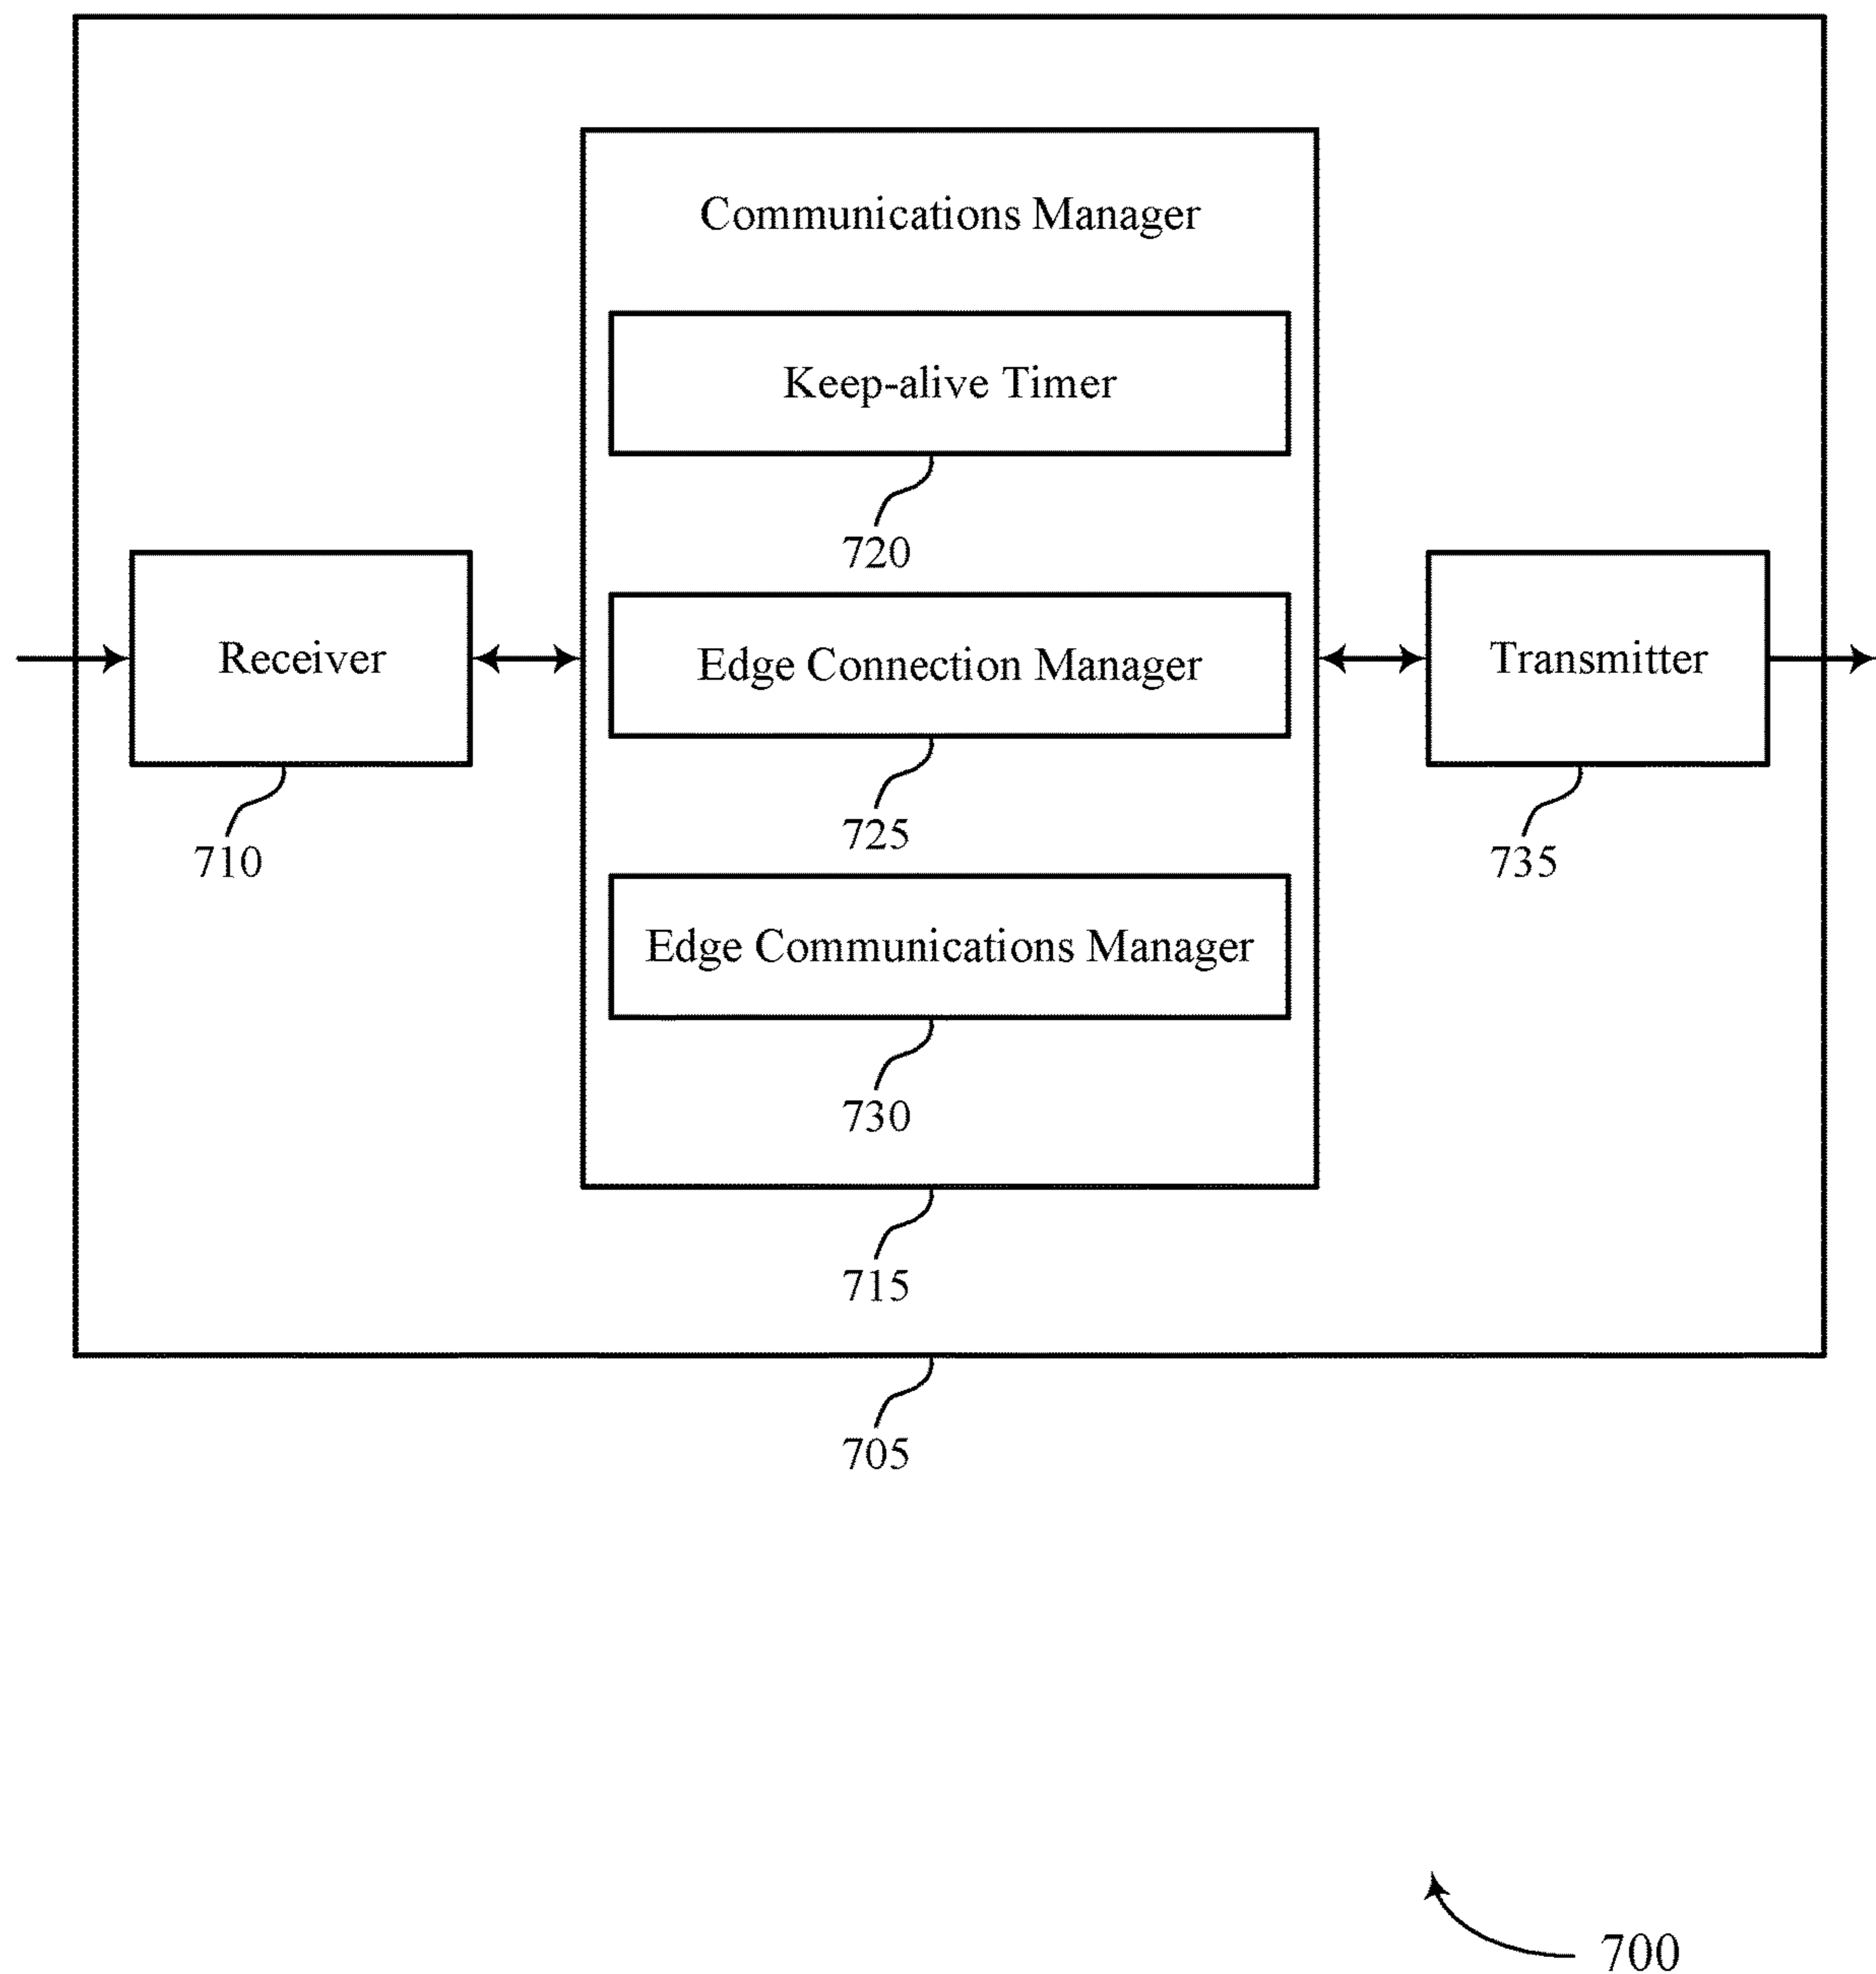 Communications Manager
Keep-alive Timer
720
Receiver
Edge Connection Manager
Transmitter
710
725
735
Edge Communications Manager
730
715
705
700